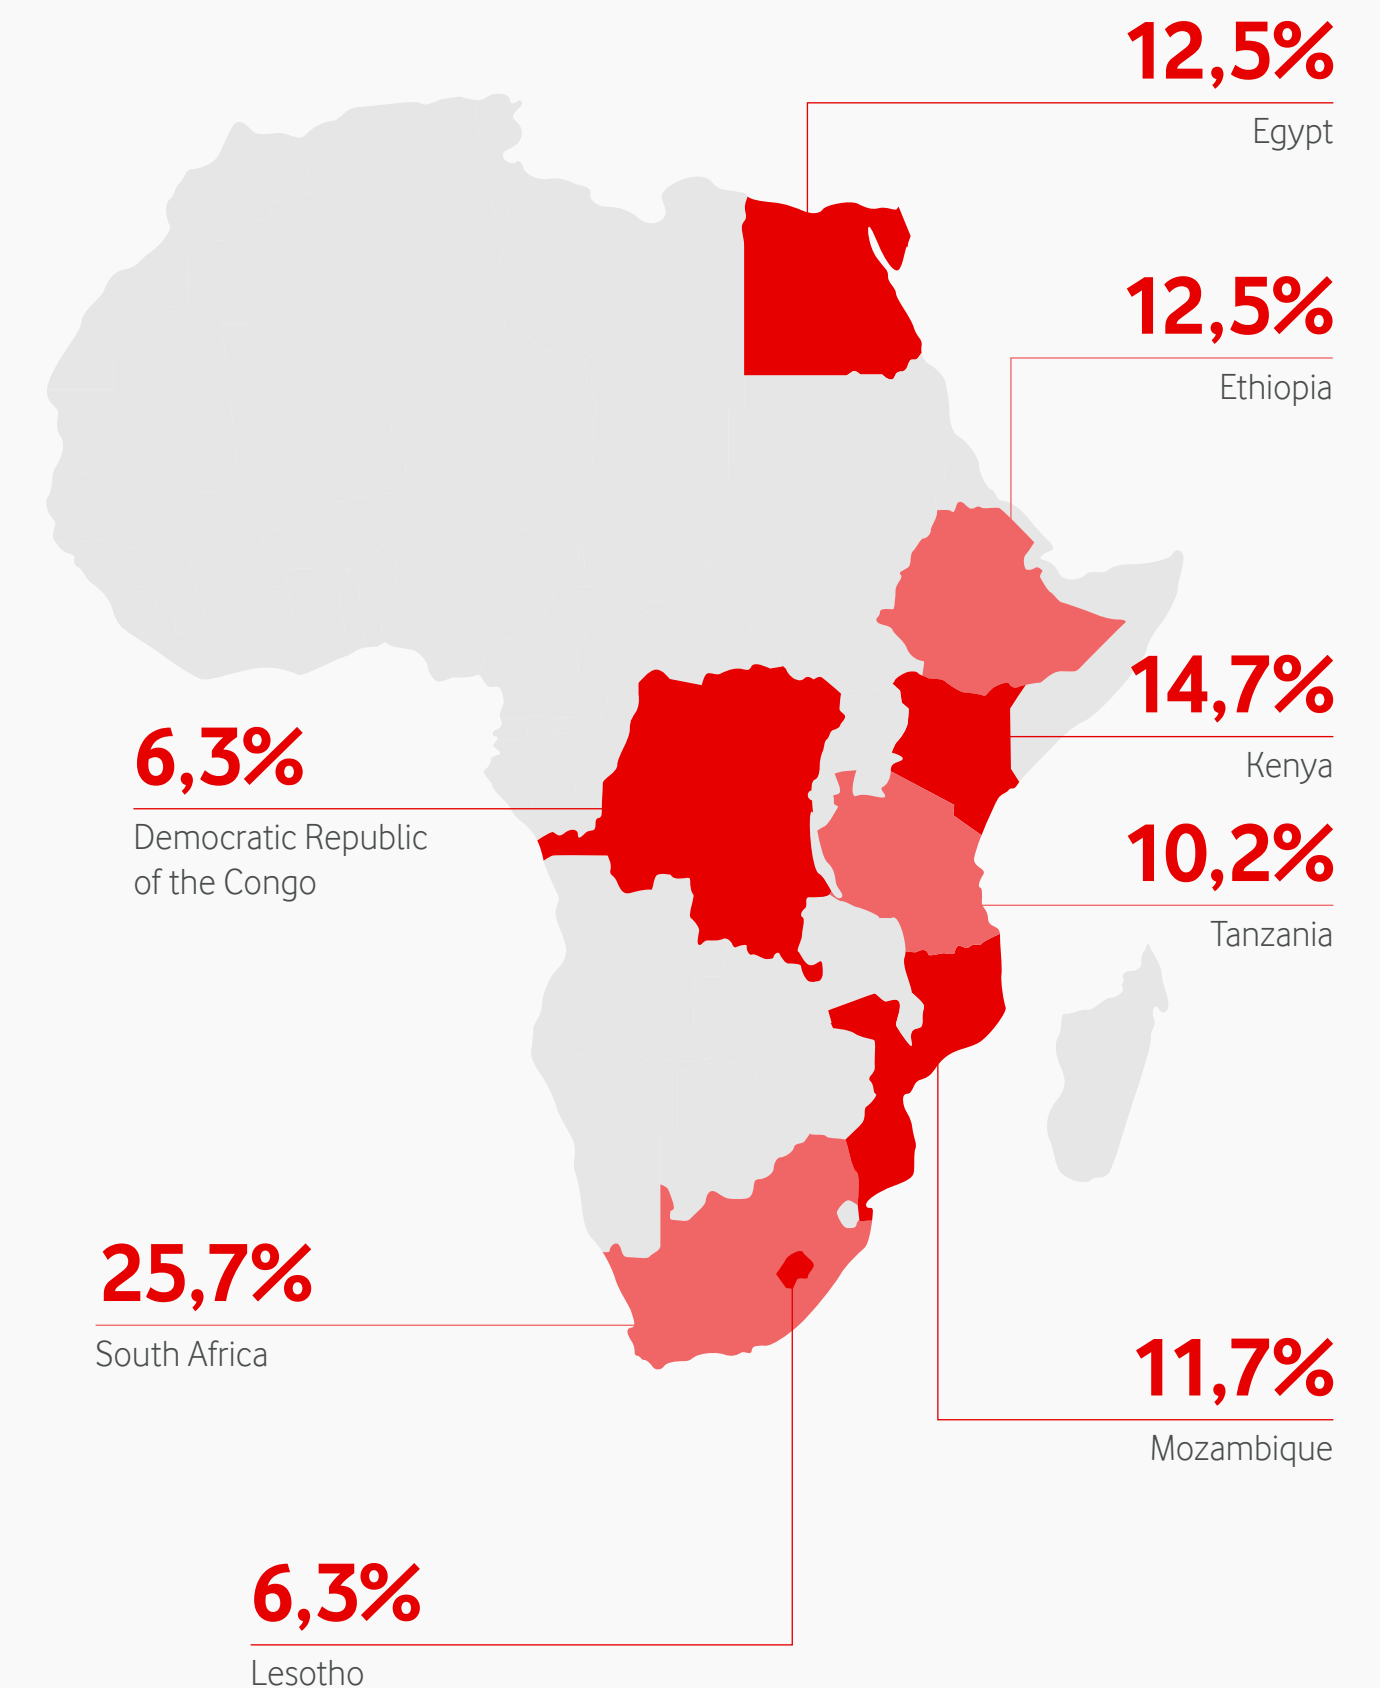 12,5%
Egypt
12,5%
Ethiopia
14,7%
Kenya
6,3%
Democratic Republic
of the Congo
10,2%
Tanzania
25,7%
South Africa
11,7%
Mozambique
6,3%
Lesotho